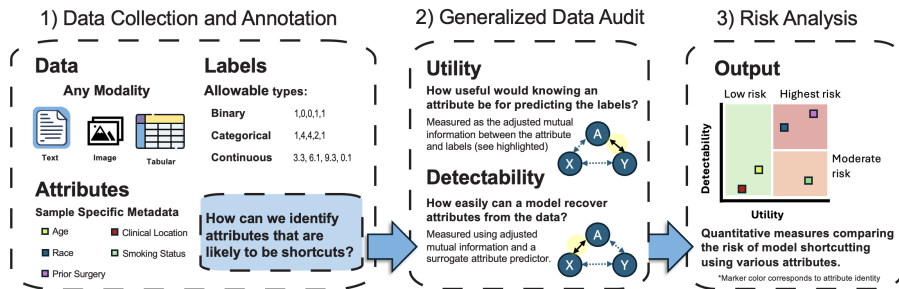 1) Data Collection and Annotation
Data
Any Modality
Text
Image
Tabular
Labels
Allowable types:
Binary 1,0,0,1,1
Categorical 1,4,4,2,1
Continuous 3.3, 6.1, 9.3, 0.1
Attributes
Sample Specific Metadata
Age
Clinical Location
Race
Smoking Status
Prior Surgery
How can we identify
attributes that are
likely to be shortcuts?
2) Generalized Data Audit
Utility
How useful would knowing an
attribute be for predicting the labels?
Measured as the adjusted mutual
information between the attribute
and labels (see highlighted)
A
X
Y
Detectability
How easily can a model recover
attributes from the data?
Measured using adjusted
mutual information and a
surrogate attribute predictor.
A
X
Y
3) Risk Analysis
Output
Low risk
Highest risk
Moderate
risk
Detectability
Utility
Quantitative measures comparing
the risk of model shortcutting
using various attributes.
*Marker color corresponds to attribute identity